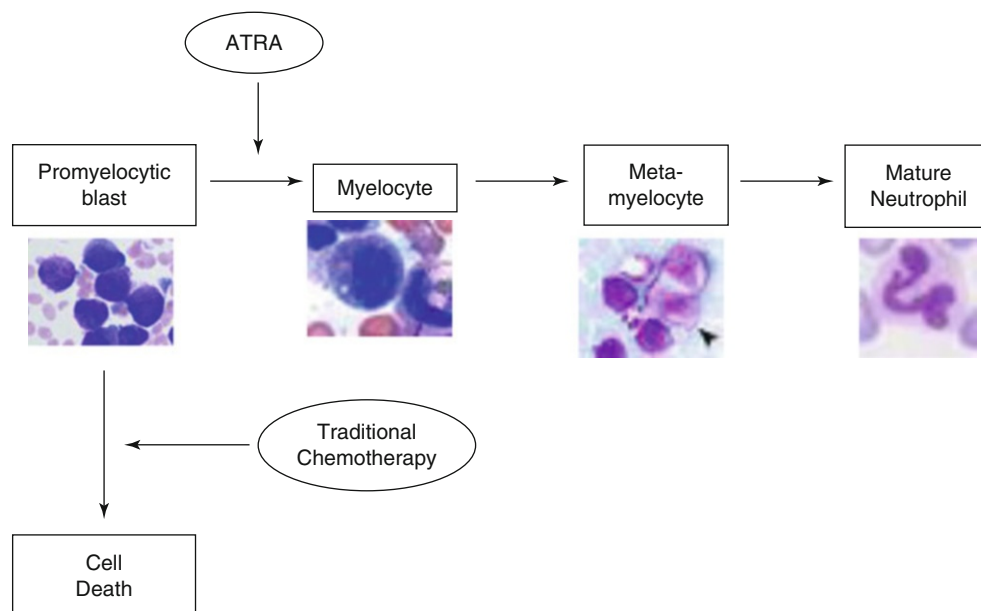 ATRA
Promyelocytic
blast
Myelocyte
Meta-
myelocyte
Mature
Neutrophil
Traditional
Chemotherapy
Cell
Death